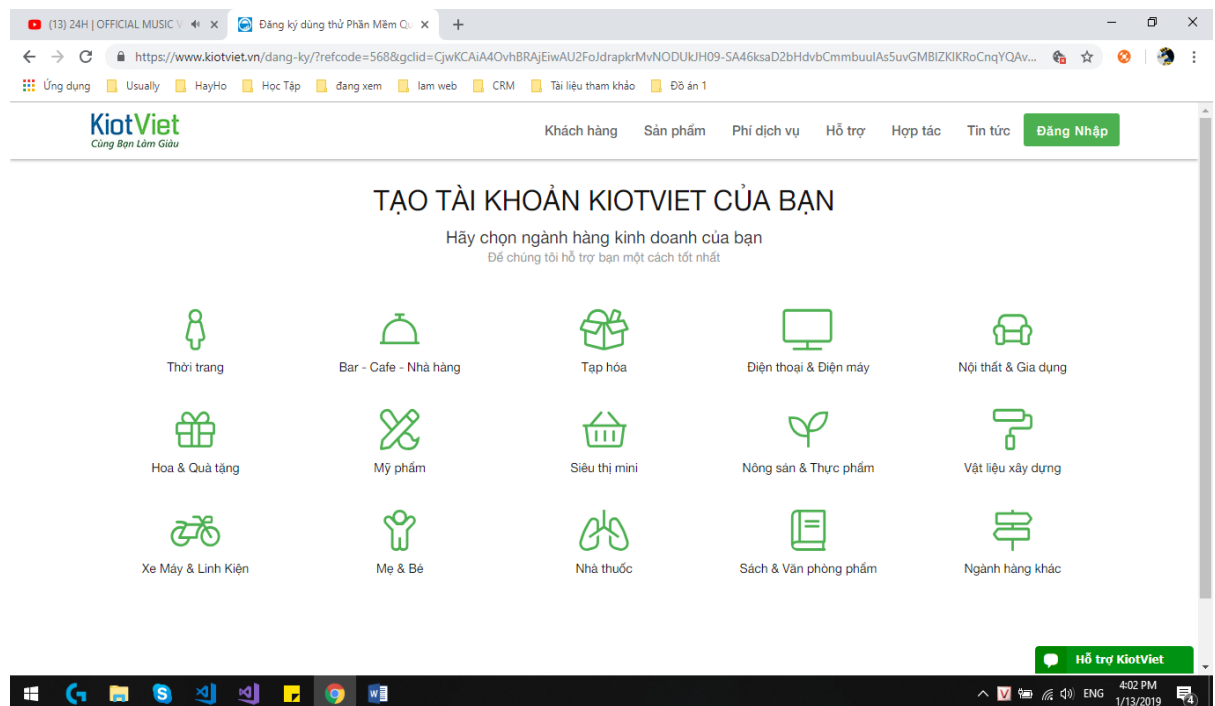 (13) 24H | OFFICIAL MUSIC
Đăng ký dùng thử Phần Mềm
https://www.kiotviet.vn/dang-ky/?refcode=568&gclid=CjwKCAiA4OvhBRAjEiwAU2FoJdrapkrMvNODUkJH09-SA46ksaD2bHdvbCmmbuulAs5uvGMBIZKIKRoCnqYQAv...
Ứng dụng Usually HayHo Học Tập đang xem lam web CRM Tài liệu tham khảo Đồ án 1
KiotViet
Cùng Bạn Làm Giàu
Khách hàng Sản phẩm Phí dịch vụ Hỗ trợ Hợp tác Tin tức Đăng Nhập
TẠO TÀI KHOẢN KIOTVIET CỦA BẠN
Hãy chọn ngành hàng kinh doanh của bạn
Để chúng tôi hỗ trợ bạn một cách tốt nhất
Thời trang Bar - Cafe - Nhà hàng Tạp hóa Điện thoại & Điện máy Nội thất & Gia dụng
Hoa & Quà tặng Mỹ phẩm Siêu thị mini Nông sản & Thực phẩm Vật liệu xây dựng
Xe Máy & Linh Kiện Mẹ & Bé Nhà thuốc Sách & Văn phòng phẩm Ngành hàng khác
Hỗ trợ KiotViet
ENG
4:02 PM
1/13/2019
4